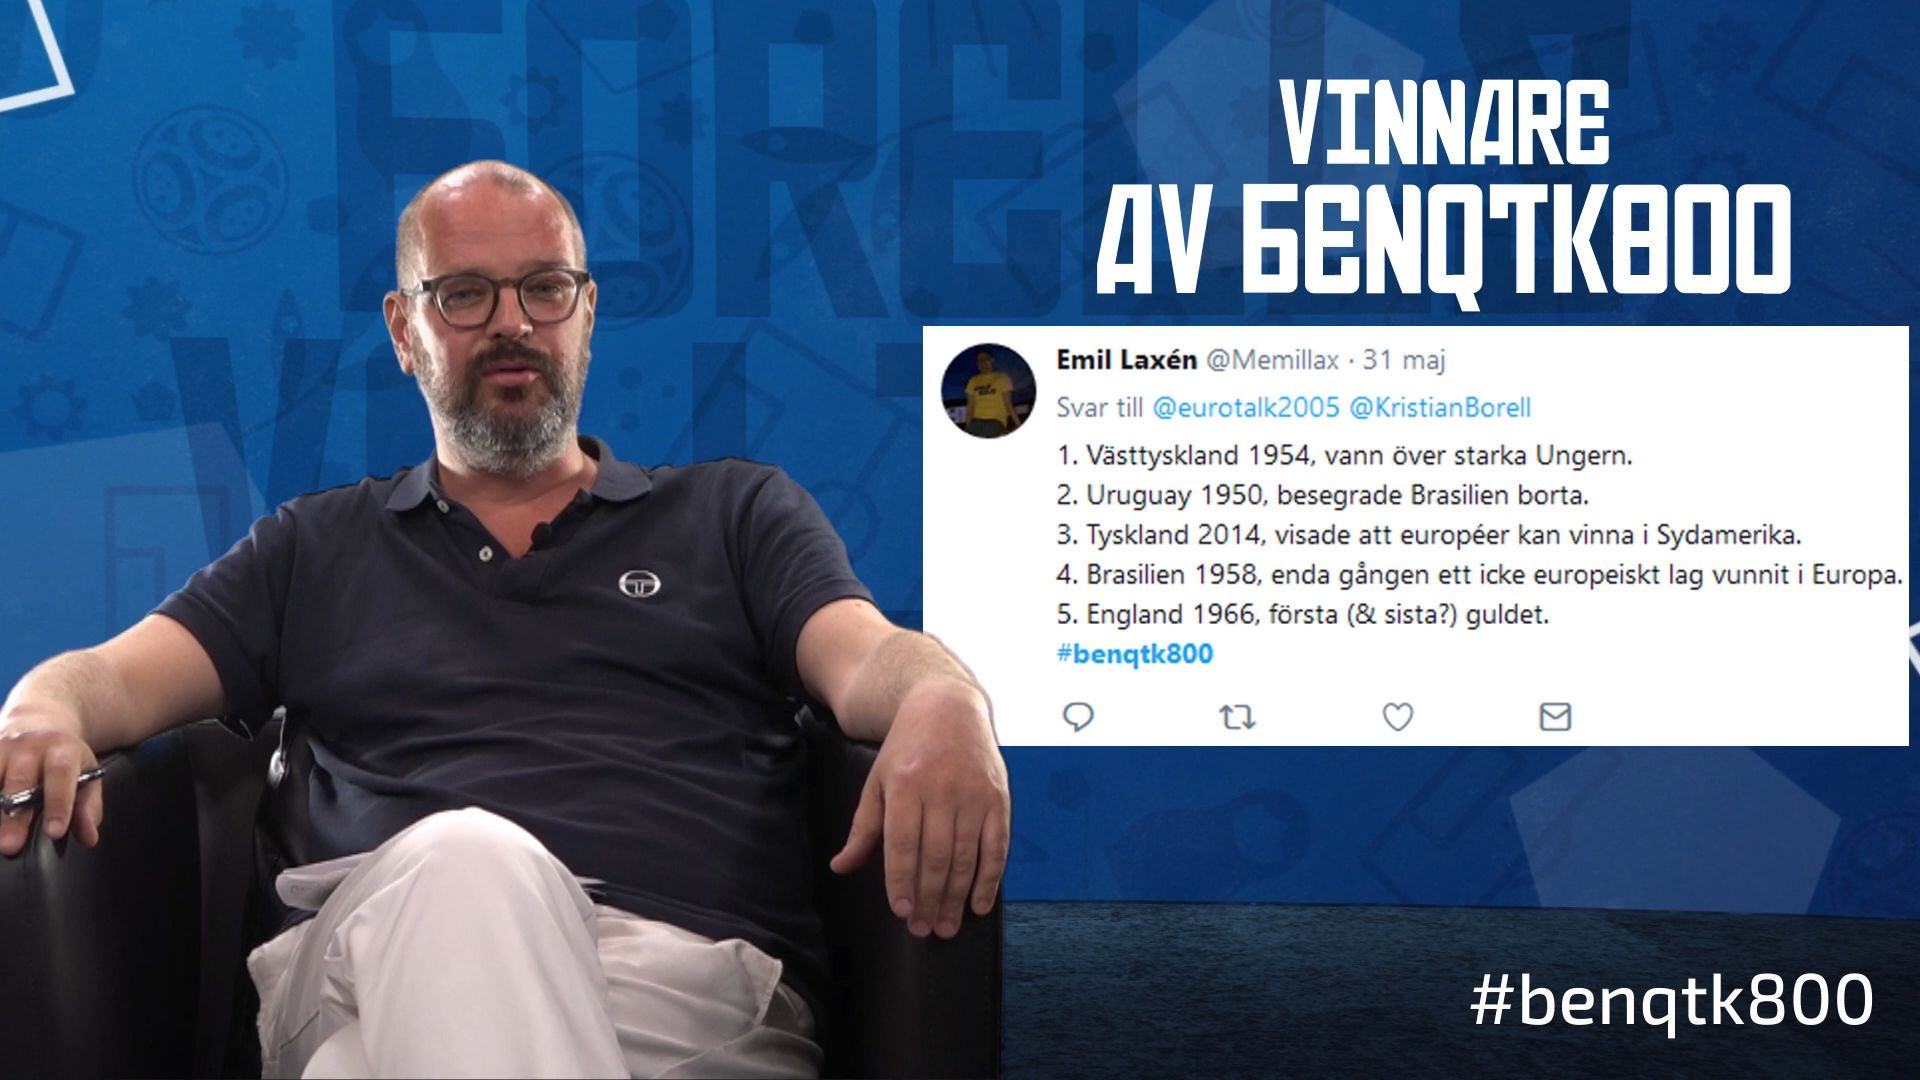 VINNARE
AV BENQTK800
Emil Laxén @Memillax · 31 maj
Svar till @eurotalk2005 @KristianBorell
1. Västtyskland 1954, vann över starka Ungern.
2. Uruguay 1950, besegrade Brasilien borta.
3. Tyskland 2014, visade att européer kan vinna i Sydamerika.
4. Brasilien 1958, enda gången ett icke europeiskt lag vunnit i Europa.
5. England 1966, första (& sista?) guldet.
#benqtk800
#benqtk800